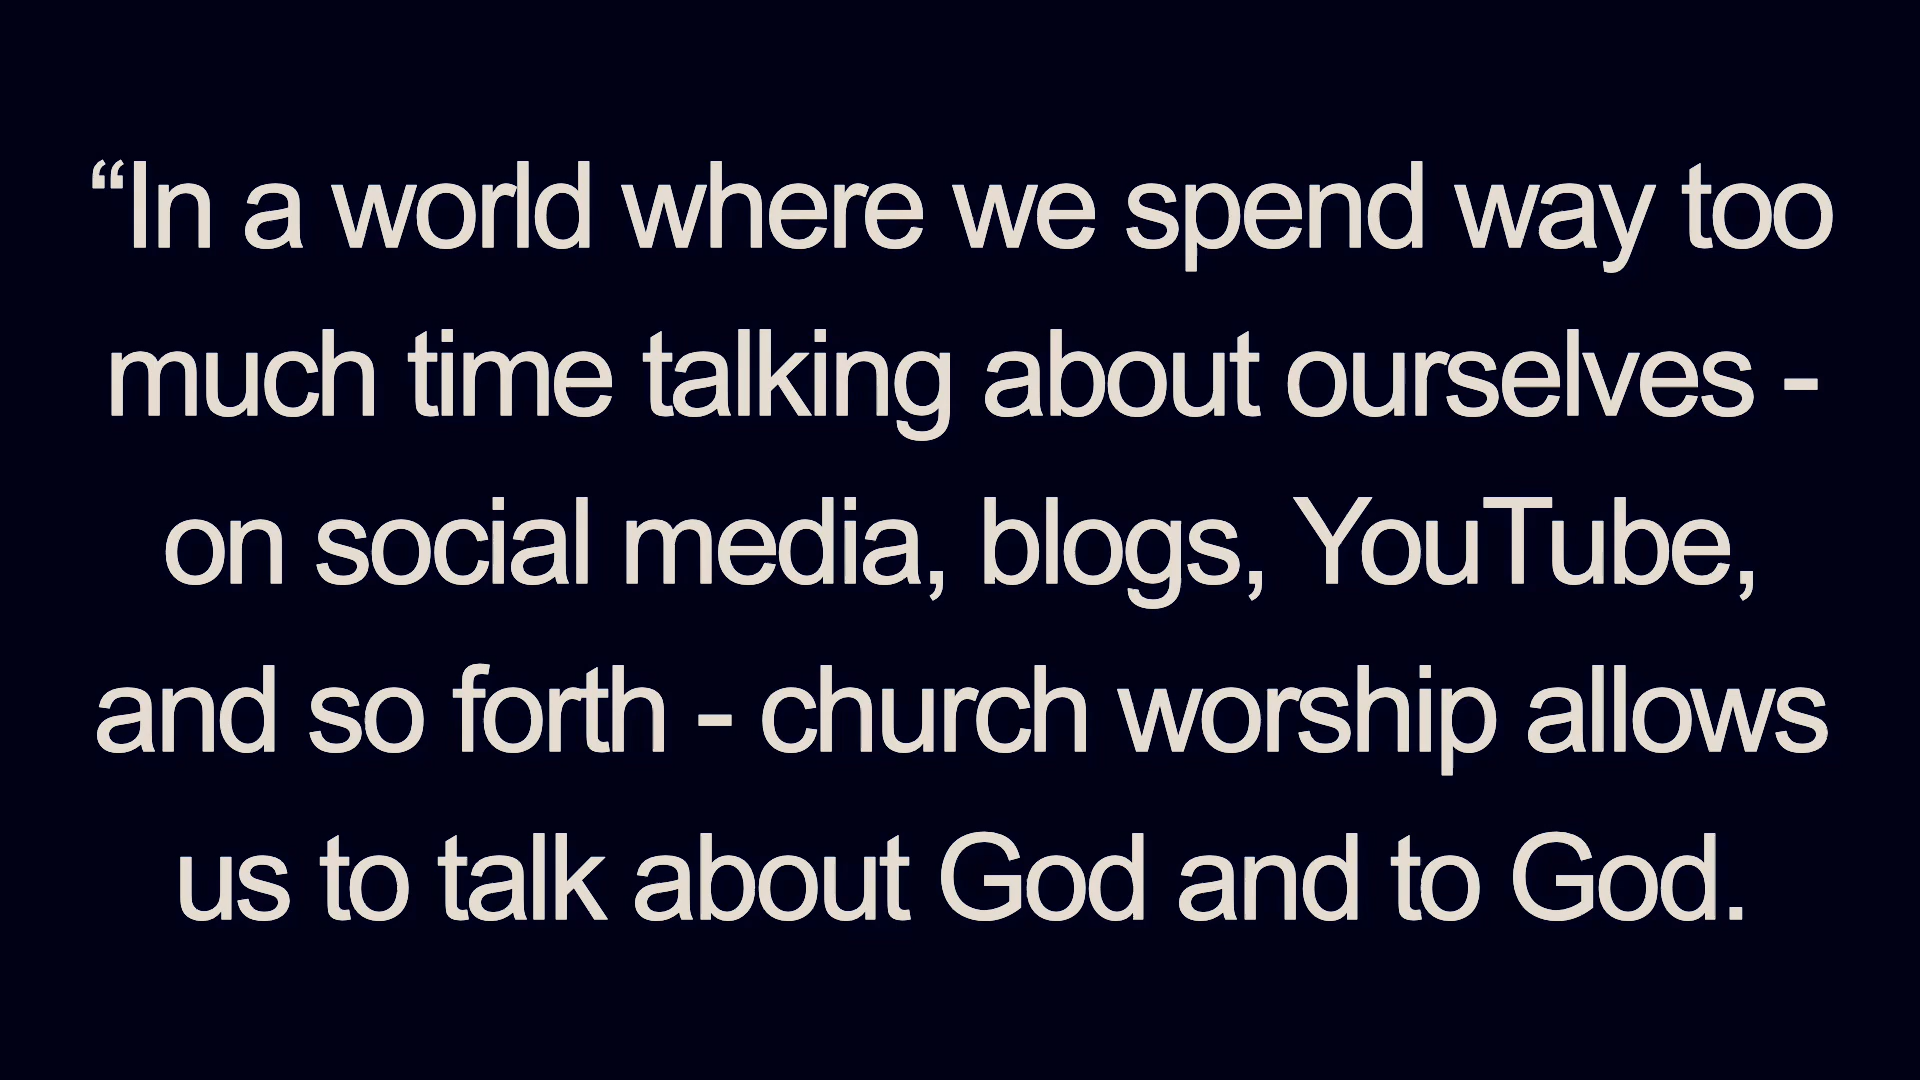 “In a world where we spend way too
much time talking about ourselves -
on social media, blogs, YouTube,
and so forth - church worship allows
us to talk about God and to God.